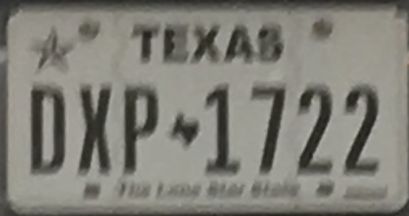 TEXAS
DXP 1722
The Lone Star State